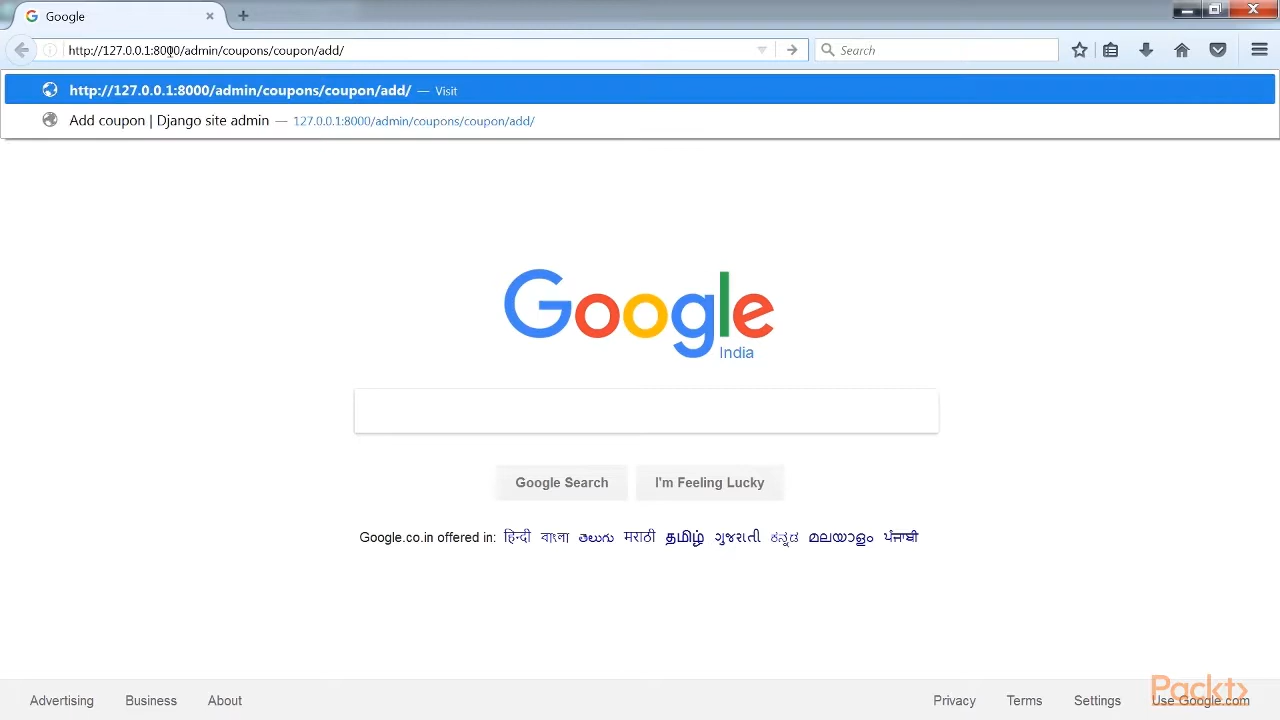 Google
http://127.0.0.1:8000/admin/coupons/coupon/add/
Search
http://127.0.0.1:8000/admin/coupons/coupon/add/ — Visit
Add coupon | Django site admin — 127.0.0.1:8000/admin/coupons/coupon/add/
Google
India
Google Search I'm Feeling Lucky
Google.co.in offered in: हिन्दी বাংলা తెలుగు मराठी தமிழ் ગુજરાતી ಕನ್ನಡ മലയാളം ਪੰਜਾਬੀ
Advertising Business About Privacy Terms Settings Use Google.com
Packt